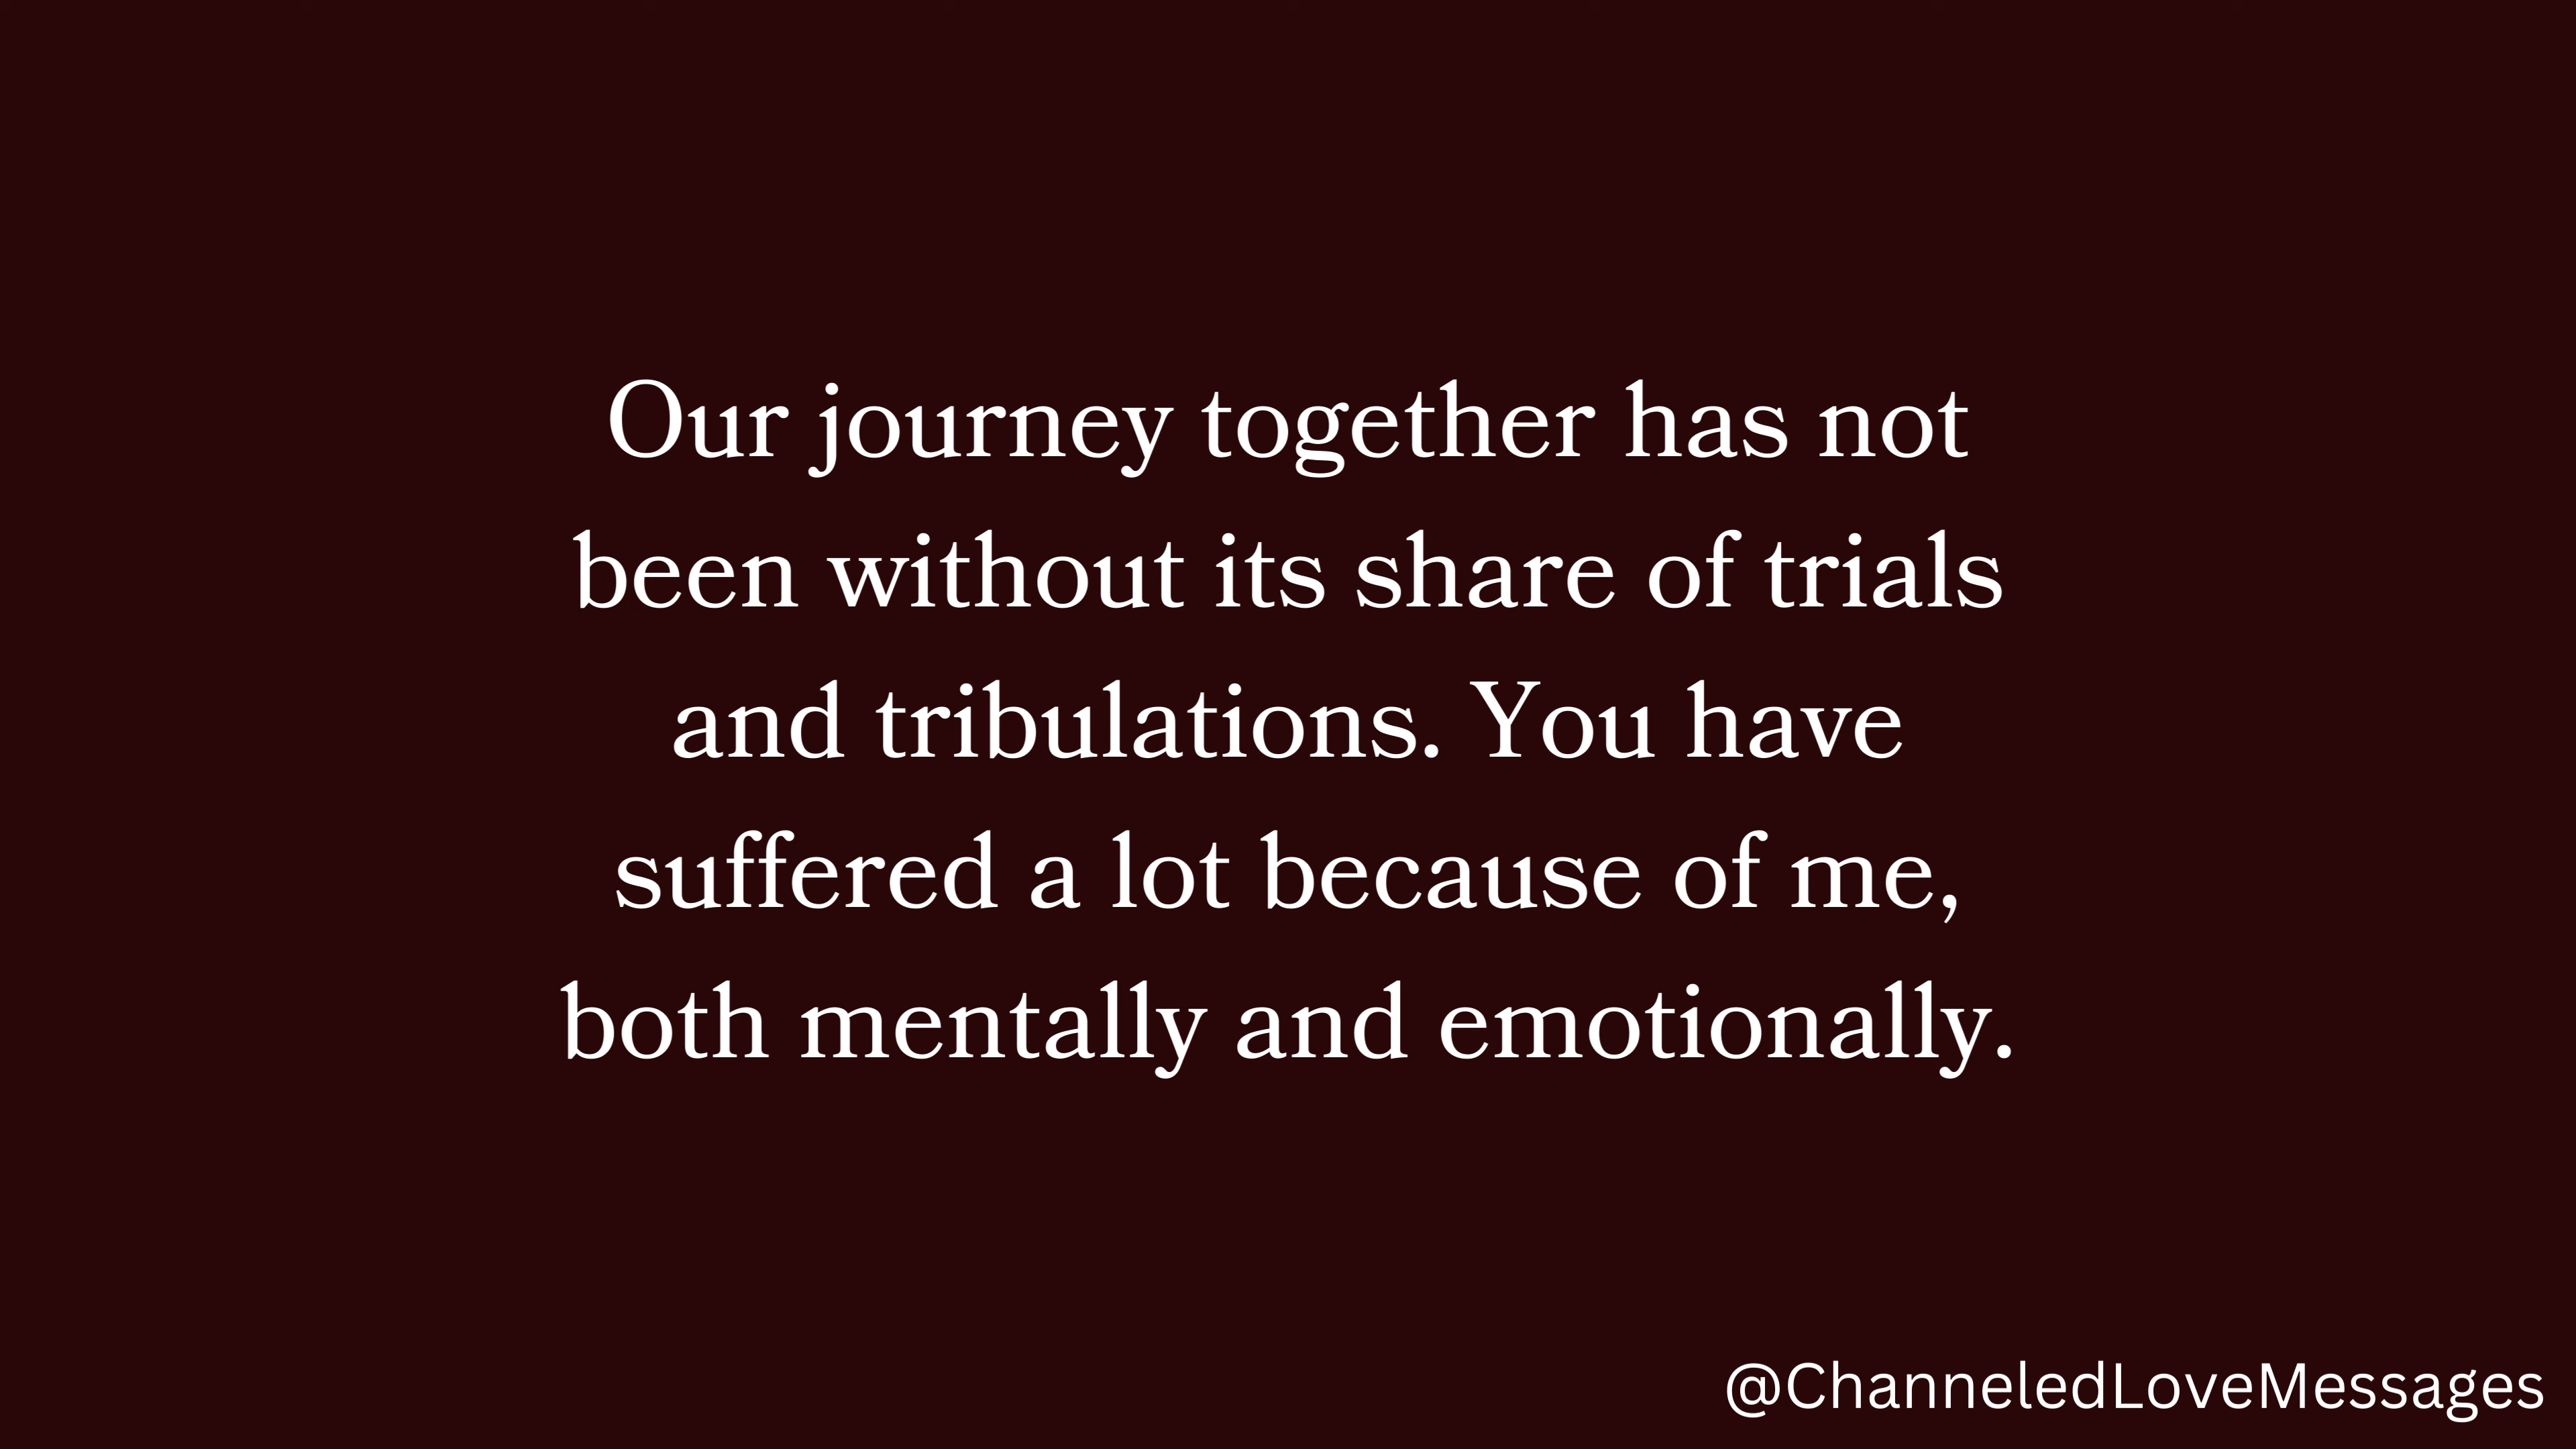 Our journey together has not
been without its share of trials
and tribulations. You have
suffered a lot because of me,
both mentally and emotionally.
@ChanneledLoveMessages